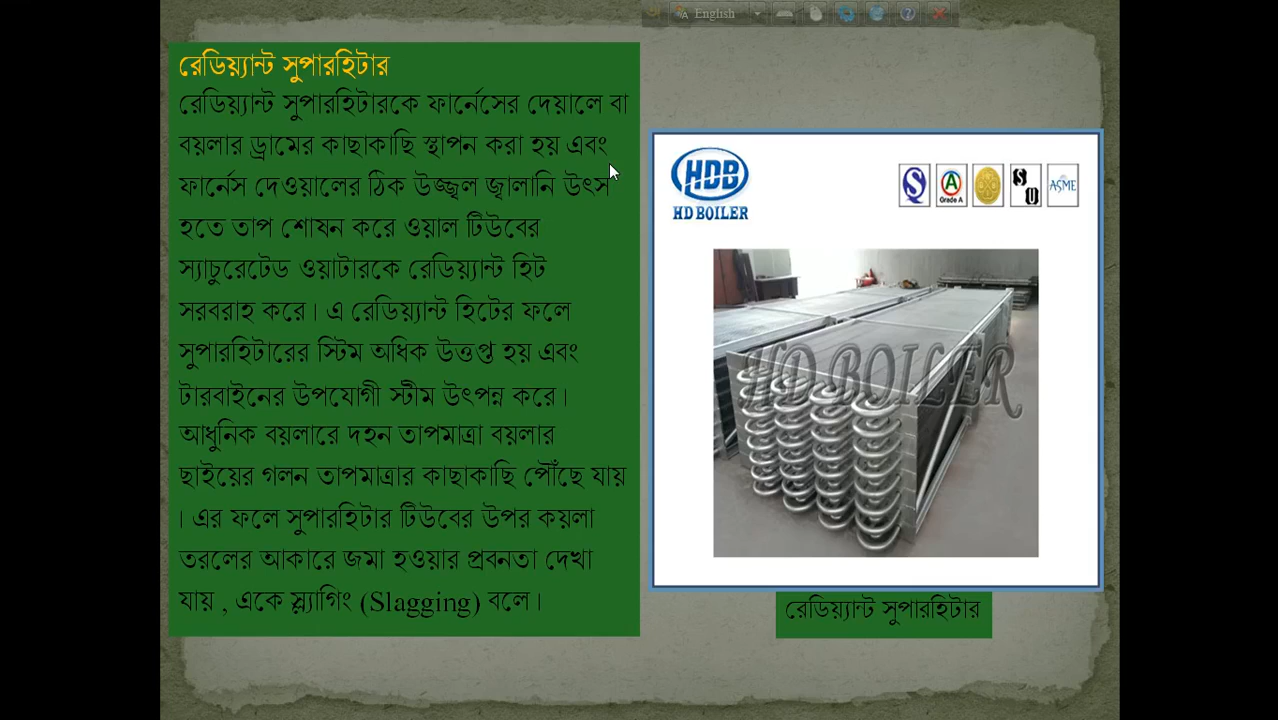 English
রেডিয়্যান্ট সুপারহিটার
রেডিয়্যান্ট সুপারহিটারকে ফার্নেসের দেয়ালে বা
বয়লার ড্রামের কাছাকাছি স্থাপন করা হয় এবং
ফার্নেস দেওয়ালের ঠিক উজ্জ্বল জ্বালানি উৎস
হতে তাপ শোষন করে ওয়াল টিউবের
স্যাচুরেটেড ওয়াটারকে রেডিয়্যান্ট হিট
সরবরাহ করে। এ রেডিয়্যান্ট হিটের ফলে
সুপারহিটারের স্টিম অধিক উত্তপ্ত হয় এবং
টারবাইনের উপযোগী স্টীম উৎপন্ন করে।
আধুনিক বয়লারে দহন তাপমাত্রা বয়লার
ছাইয়ের গলন তাপমাত্রার কাছাকাছি পৌঁছে যায়
। এর ফলে সুপারহিটার টিউবের উপর কয়লা
তরলের আকারে জমা হওয়ার প্রবনতা দেখা
যায় , একে স্ল্যাগিং (Slagging) বলে।
HDB
HD BOILER
Grade A
ASME
HD BOILER
রেডিয়্যান্ট সুপারহিটার